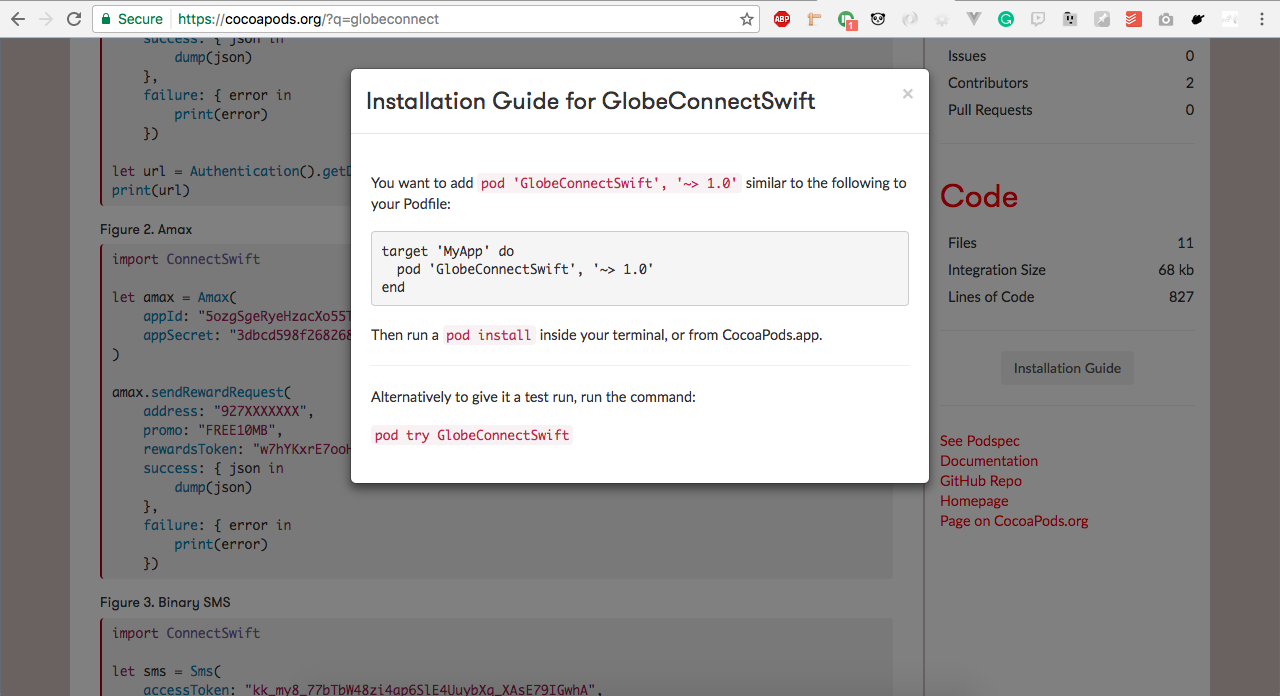 Secure https://cocoapods.org/?q=globeconnect
ABP
1
success: { json in
dump(json)
},
failure: { error in
print(error)
})
let url = Authentication().getD
print(url)
Figure 2. Amax
import ConnectSwift
let amax = Amax(
appId: "5ozgSgeRyeHzacXo55T
appSecret: "3dbcd598f268268
)
amax.sendRewardRequest(
address: "927XXXXXXX",
promo: "FREE10MB",
rewardsToken: "w7hYKxrE7ooH
success: { json in
dump(json)
},
failure: { error in
print(error)
})
Figure 3. Binary SMS
import ConnectSwift
let sms = Sms(
accessToken: "kk_my8_77bTbW48zi4ap6SlE4UuybXq_XAsE79IGwhA",
Installation Guide for GlobeConnectSwift
×
You want to add pod 'GlobeConnectSwift', '~> 1.0' similar to the following to
your Podfile:
target 'MyApp' do
pod 'GlobeConnectSwift', '~> 1.0'
end
Then run a pod install inside your terminal, or from CocoaPods.app.
Alternatively to give it a test run, run the command:
pod try GlobeConnectSwift
Issues 0
Contributors 2
Pull Requests 0
Code
Files 11
Integration Size 68 kb
Lines of Code 827
Installation Guide
See Podspec
Documentation
GitHub Repo
Homepage
Page on CocoaPods.org